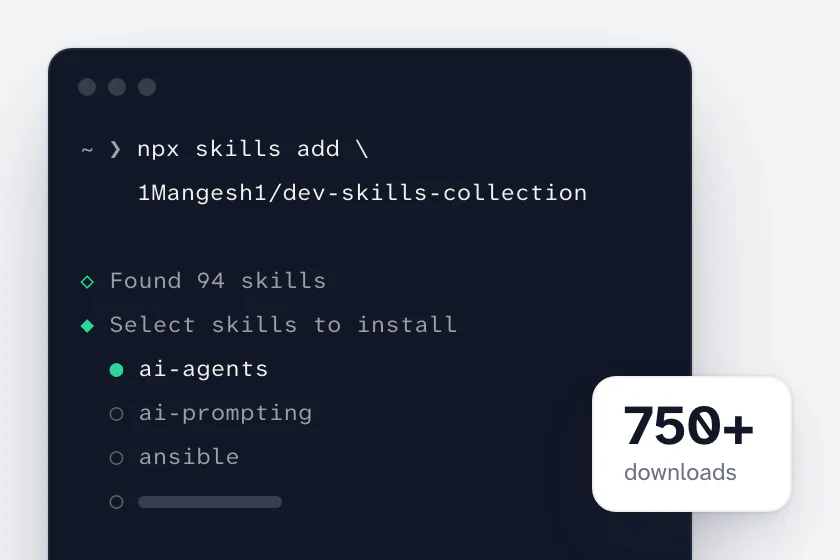 ~ ❯ npx skills add \
1Mangesh1/dev-skills-collection
Found 94 skills
Select skills to install
ai-agents
ai-prompting
ansible
750+
downloads